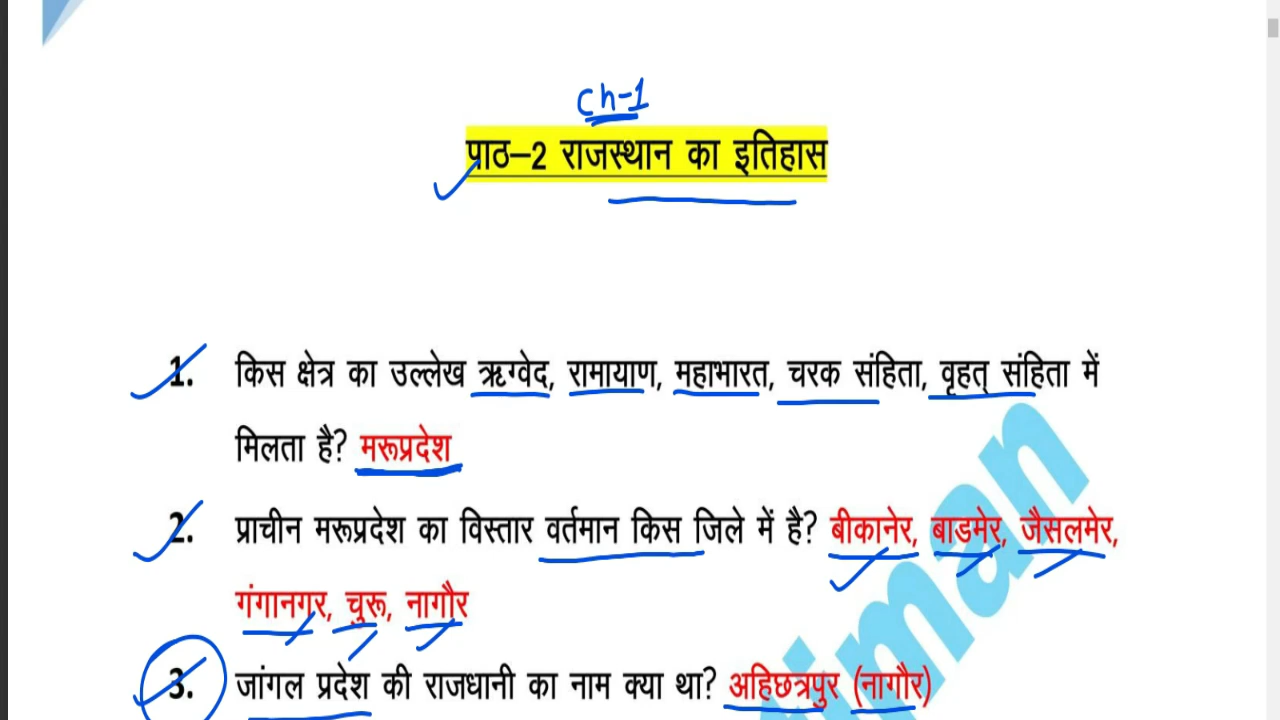 Ch-1
पाठ–2 राजस्थान का इतिहास
1. किस क्षेत्र का उल्लेख ऋग्वेद, रामायाण, महाभारत, चरक संहिता, वृहत् संहिता में
मिलता है? मरूप्रदेश
2. प्राचीन मरूप्रदेश का विस्तार वर्तमान किस जिले में है? बीकानेर, बाडमेर, जैसलमेर,
गंगानगर, चुरू, नागौर
3. जांगल प्रदेश की राजधानी का नाम क्या था? अहिछत्रपुर (नागौर)